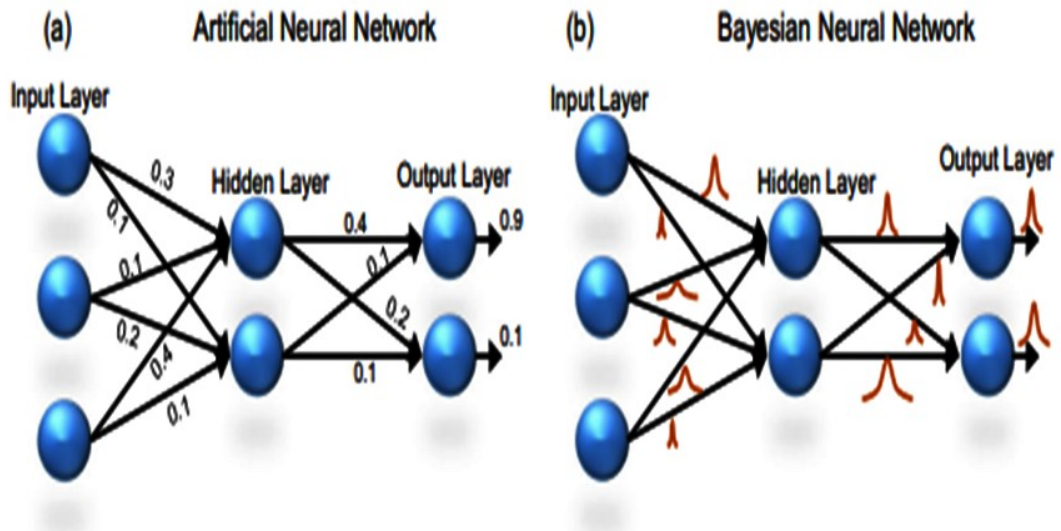 (a) Artificial Neural Network
Input Layer
Hidden Layer
Output Layer
0.3
0.1
0.1
0.2
0.4
0.1
0.4
0.1
0.2
0.1
0.9
0.1
(b) Bayesian Neural Network
Input Layer
Hidden Layer
Output Layer